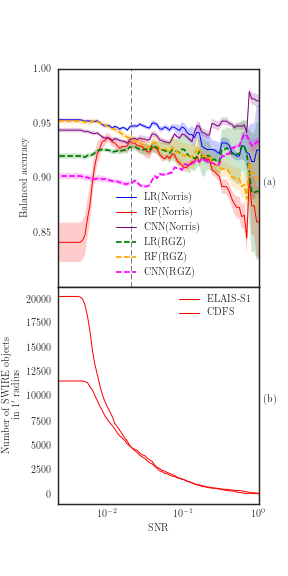 1.00
0.95
0.90
0.85
Balanced accuracy
LR(Norris)
RF(Norris)
CNN(Norris)
LR(RGZ)
RF(RGZ)
CNN(RGZ)
(a)
20000
17500
15000
12500
10000
7500
5000
2500
0
Number of SWIRE objects
in 1' radius
ELAIS-S1
CDFS
(b)
10⁻² 10⁻¹ 10⁰
SNR